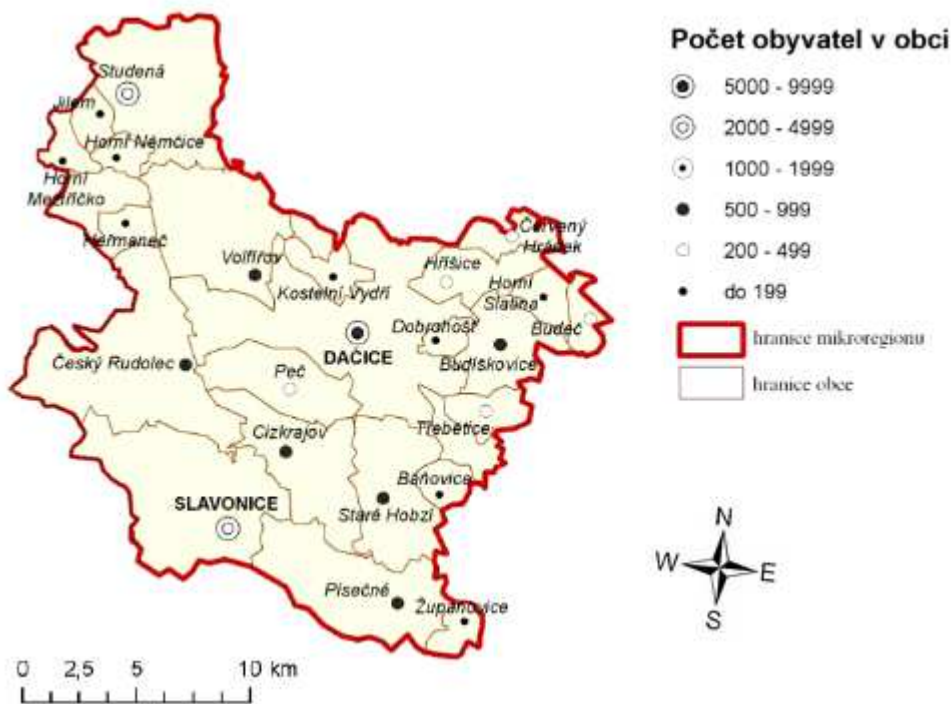 Počet obyvatel v obci
5000 - 9999
2000 - 4999
1000 - 1999
500 - 999
200 - 499
do 199
hranice mikroregionu
hranice obce
Studená
Jilem
Horní Němčice
Horní
Meziříčko
Heřmaneč
Volfířov
Kostelní Vydří
Červený
Hrádek
Hříšice
Horní
Slatina
Dobrohošť
Budeč
DAČICE
Budíškovice
Český Rudolec
Peč
Třebětice
Cizkrajov
Báňovice
SLAVONICE
Staré Hobzí
Písečné
Županovice
N
W
E
S
0 2,5 5 10 km